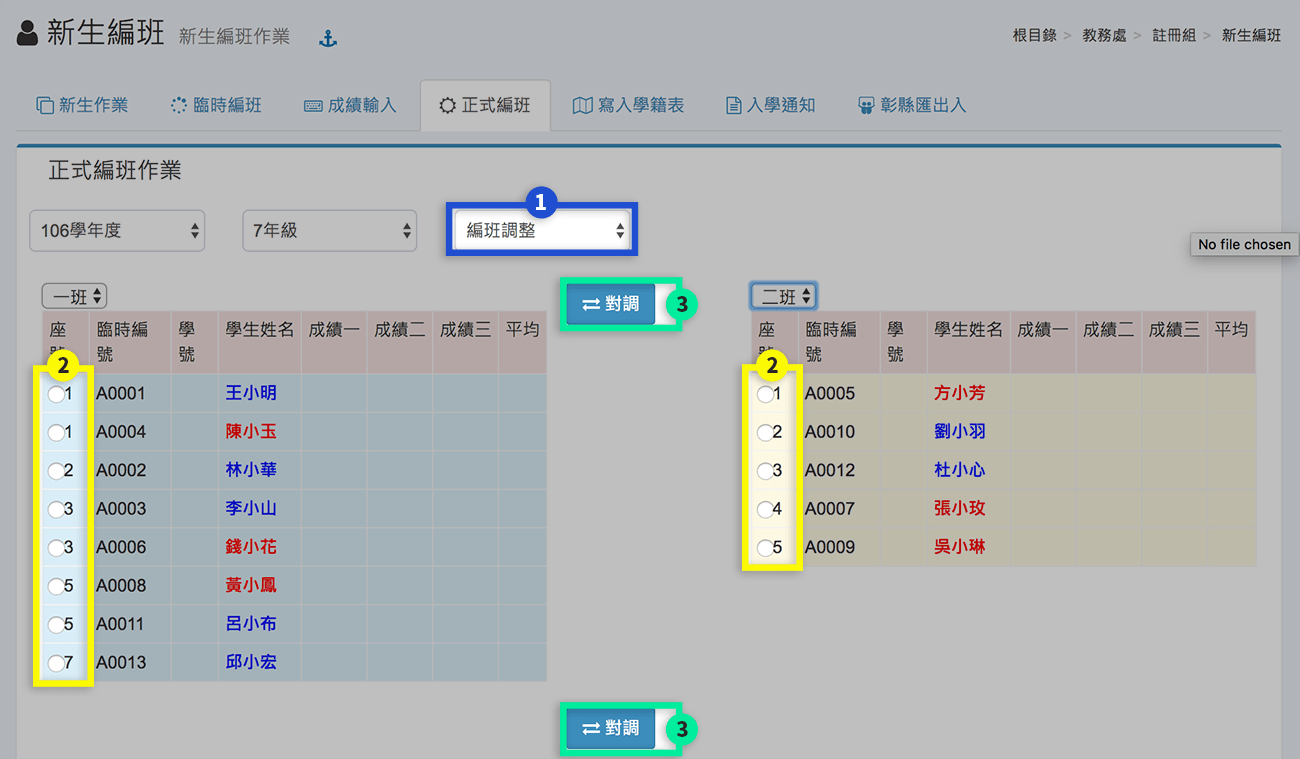 新生編班 新生編班作業
根目錄 > 教務處 > 註冊組 > 新生編班
新生作業 臨時編班 成績輸入 正式編班 寫入學籍表 入學通知 彰縣匯出入
正式編班作業
1
106學年度 7年級 編班調整
No file chosen
一班
對調 3
二班
座 臨時編號 學號 學生姓名 成績一 成績二 成績三 平均
2
1 A0001 王小明
1 A0004 陳小玉
2 A0002 林小華
3 A0003 李小山
3 A0006 錢小花
5 A0008 黃小鳳
5 A0011 呂小布
7 A0013 邱小宏
座 臨時編號 學號 學生姓名 成績一 成績二 成績三 平均
2
1 A0005 方小芳
2 A0010 劉小羽
3 A0012 杜小心
4 A0007 張小玫
5 A0009 吳小琳
對調 3